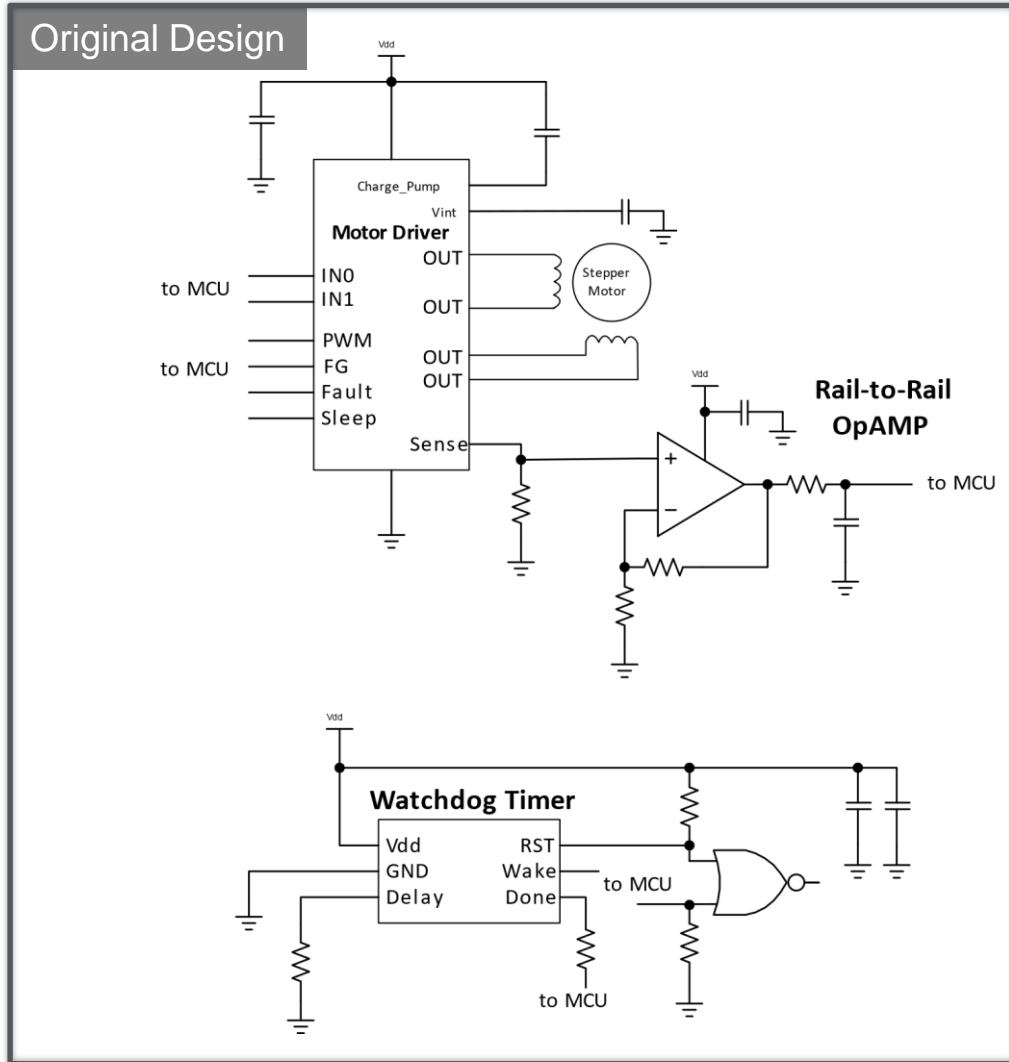 Original Design
Vdd
Charge_Pump
Vint
Motor Driver
OUT
Stepper
Motor
IN0
to MCU
IN1
OUT
PWM
OUT
to MCU
FG
OUT
Fault
Sleep
Vdd
Rail-to-Rail
OpAMP
Sense
+
to MCU
−
Vdd
Watchdog Timer
Vdd
RST
GND
Wake
to MCU
Delay
Done
to MCU